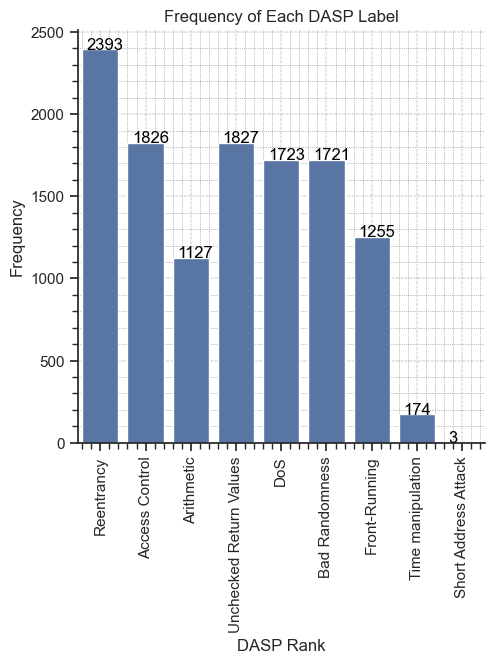 Frequency of Each DASP Label
2500
2000
1500
1000
500
0
Frequency
2393
1826
1127
1827
1723
1721
1255
174
3
Reentrancy
Access Control
Arithmetic
Unchecked Return Values
DoS
Bad Randomness
Front-Running
Time manipulation
Short Address Attack
DASP Rank